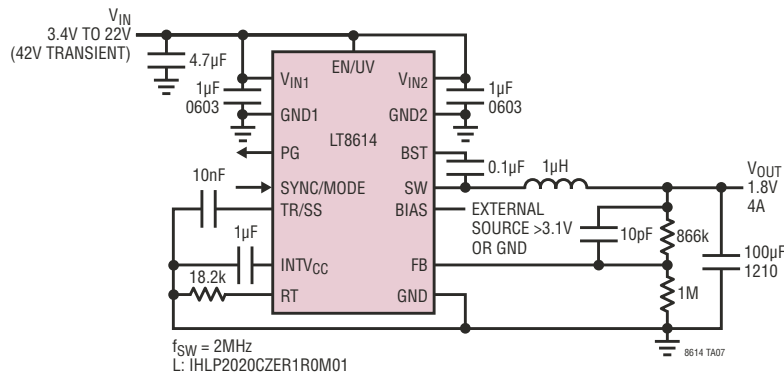 VIN
3.4V TO 22V
(42V TRANSIENT)
4.7µF
EN/UV
VIN1
VIN2
1µF
0603
1µF
0603
GND1
GND2
LT8614
PG
BST
0.1µF
1µH
VOUT
1.8V
4A
10nF
SYNC/MODE
SW
TR/SS
BIAS
EXTERNAL
SOURCE >3.1V
OR GND
10pF
866k
1µF
100µF
1210
INTVCC
FB
18.2k
RT
GND
1M
fSW = 2MHz
L: IHLP2020CZER1R0M01
8614 TA07